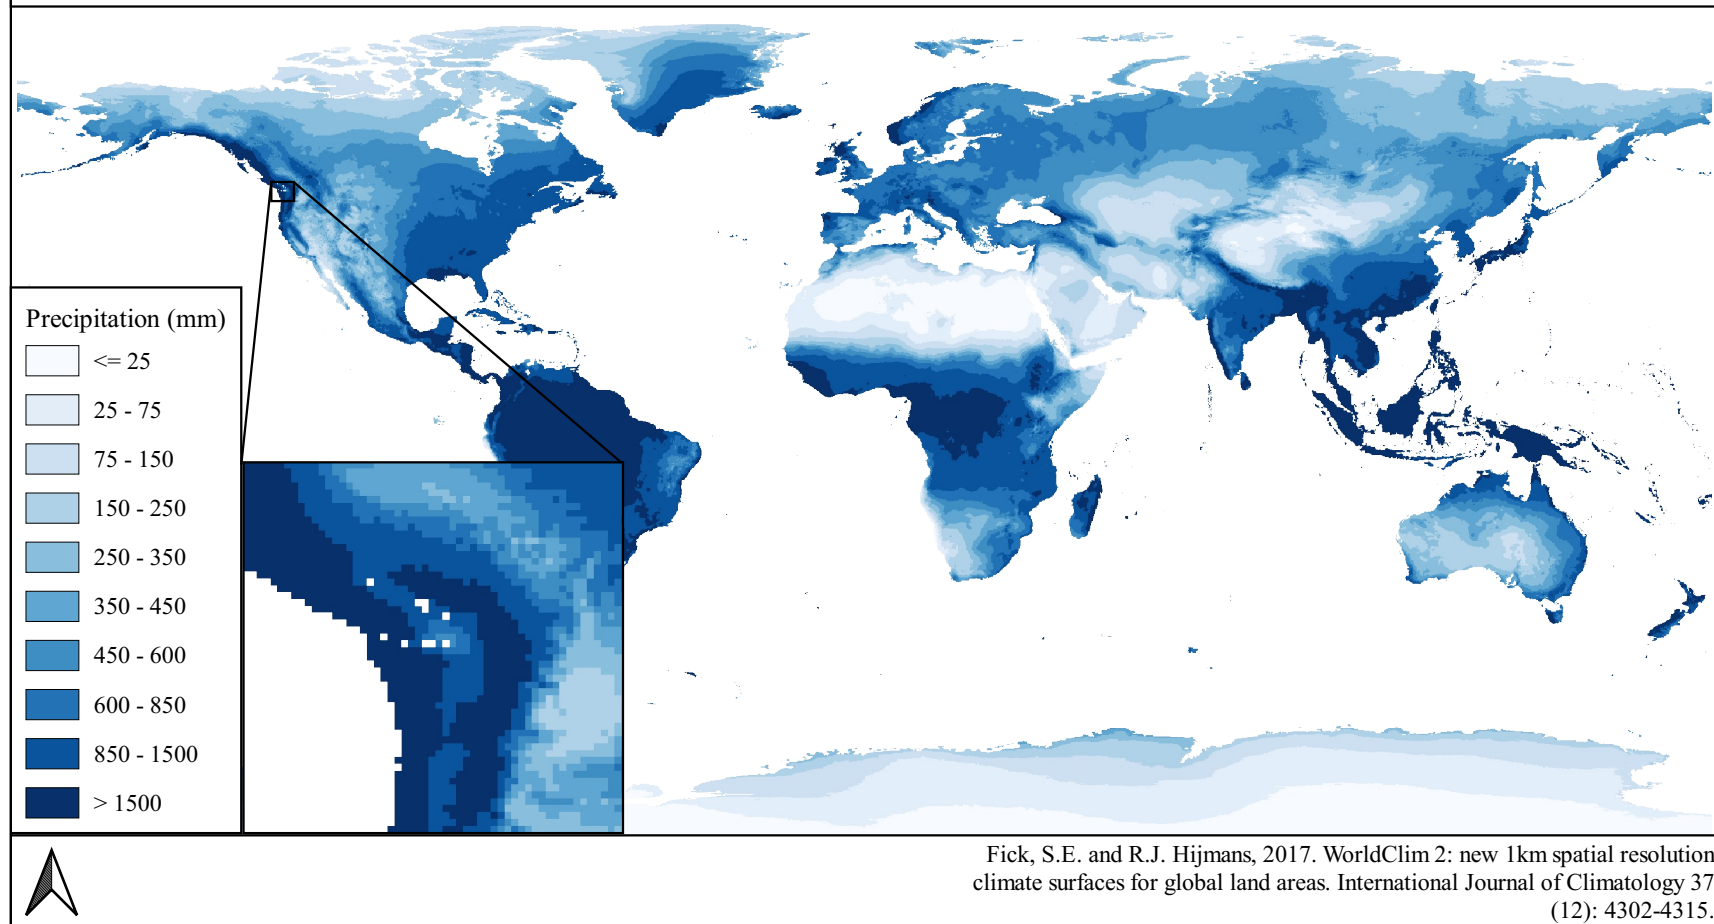 Precipitation (mm)
<= 25
25 - 75
75 - 150
150 - 250
250 - 350
350 - 450
450 - 600
600 - 850
850 - 1500
> 1500
Fick, S.E. and R.J. Hijmans, 2017. WorldClim 2: new 1km spatial resolution
climate surfaces for global land areas. International Journal of Climatology 37
(12): 4302-4315.